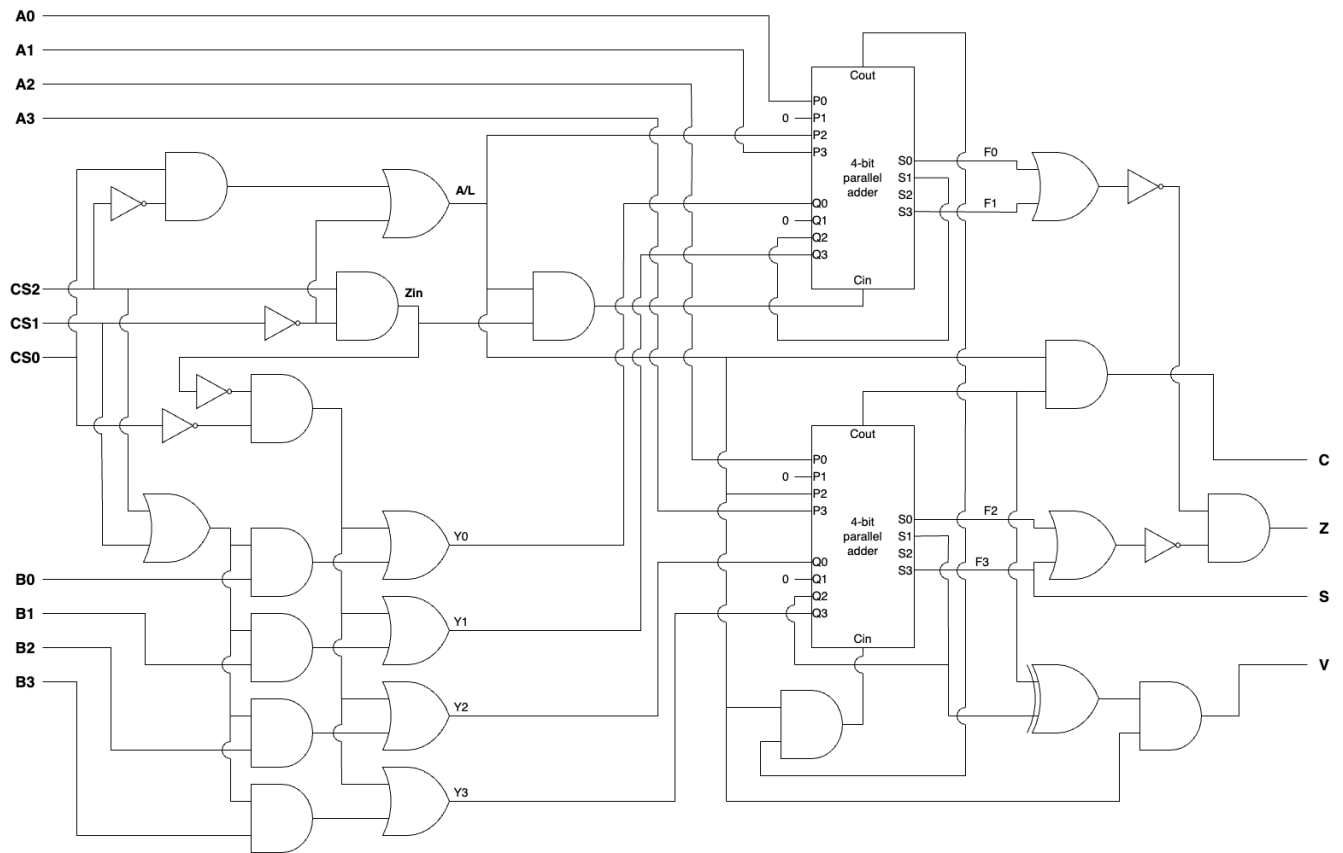 A0
A1
A2
A3
Cout
P0
0 P1
P2
P3
4-bit
parallel
adder
S0
S1
S2
S3
F0
F1
A/L
Q0
0 Q1
Q2
Q3
Cin
CS2
CS1
CS0
Zin
Cout
P0
0 P1
P2
P3
4-bit
parallel
adder
S0
S1
S2
S3
F2
F3
Q0
0 Q1
Q2
Q3
Cin
C
Z
S
V
B0
B1
B2
B3
Y0
Y1
Y2
Y3